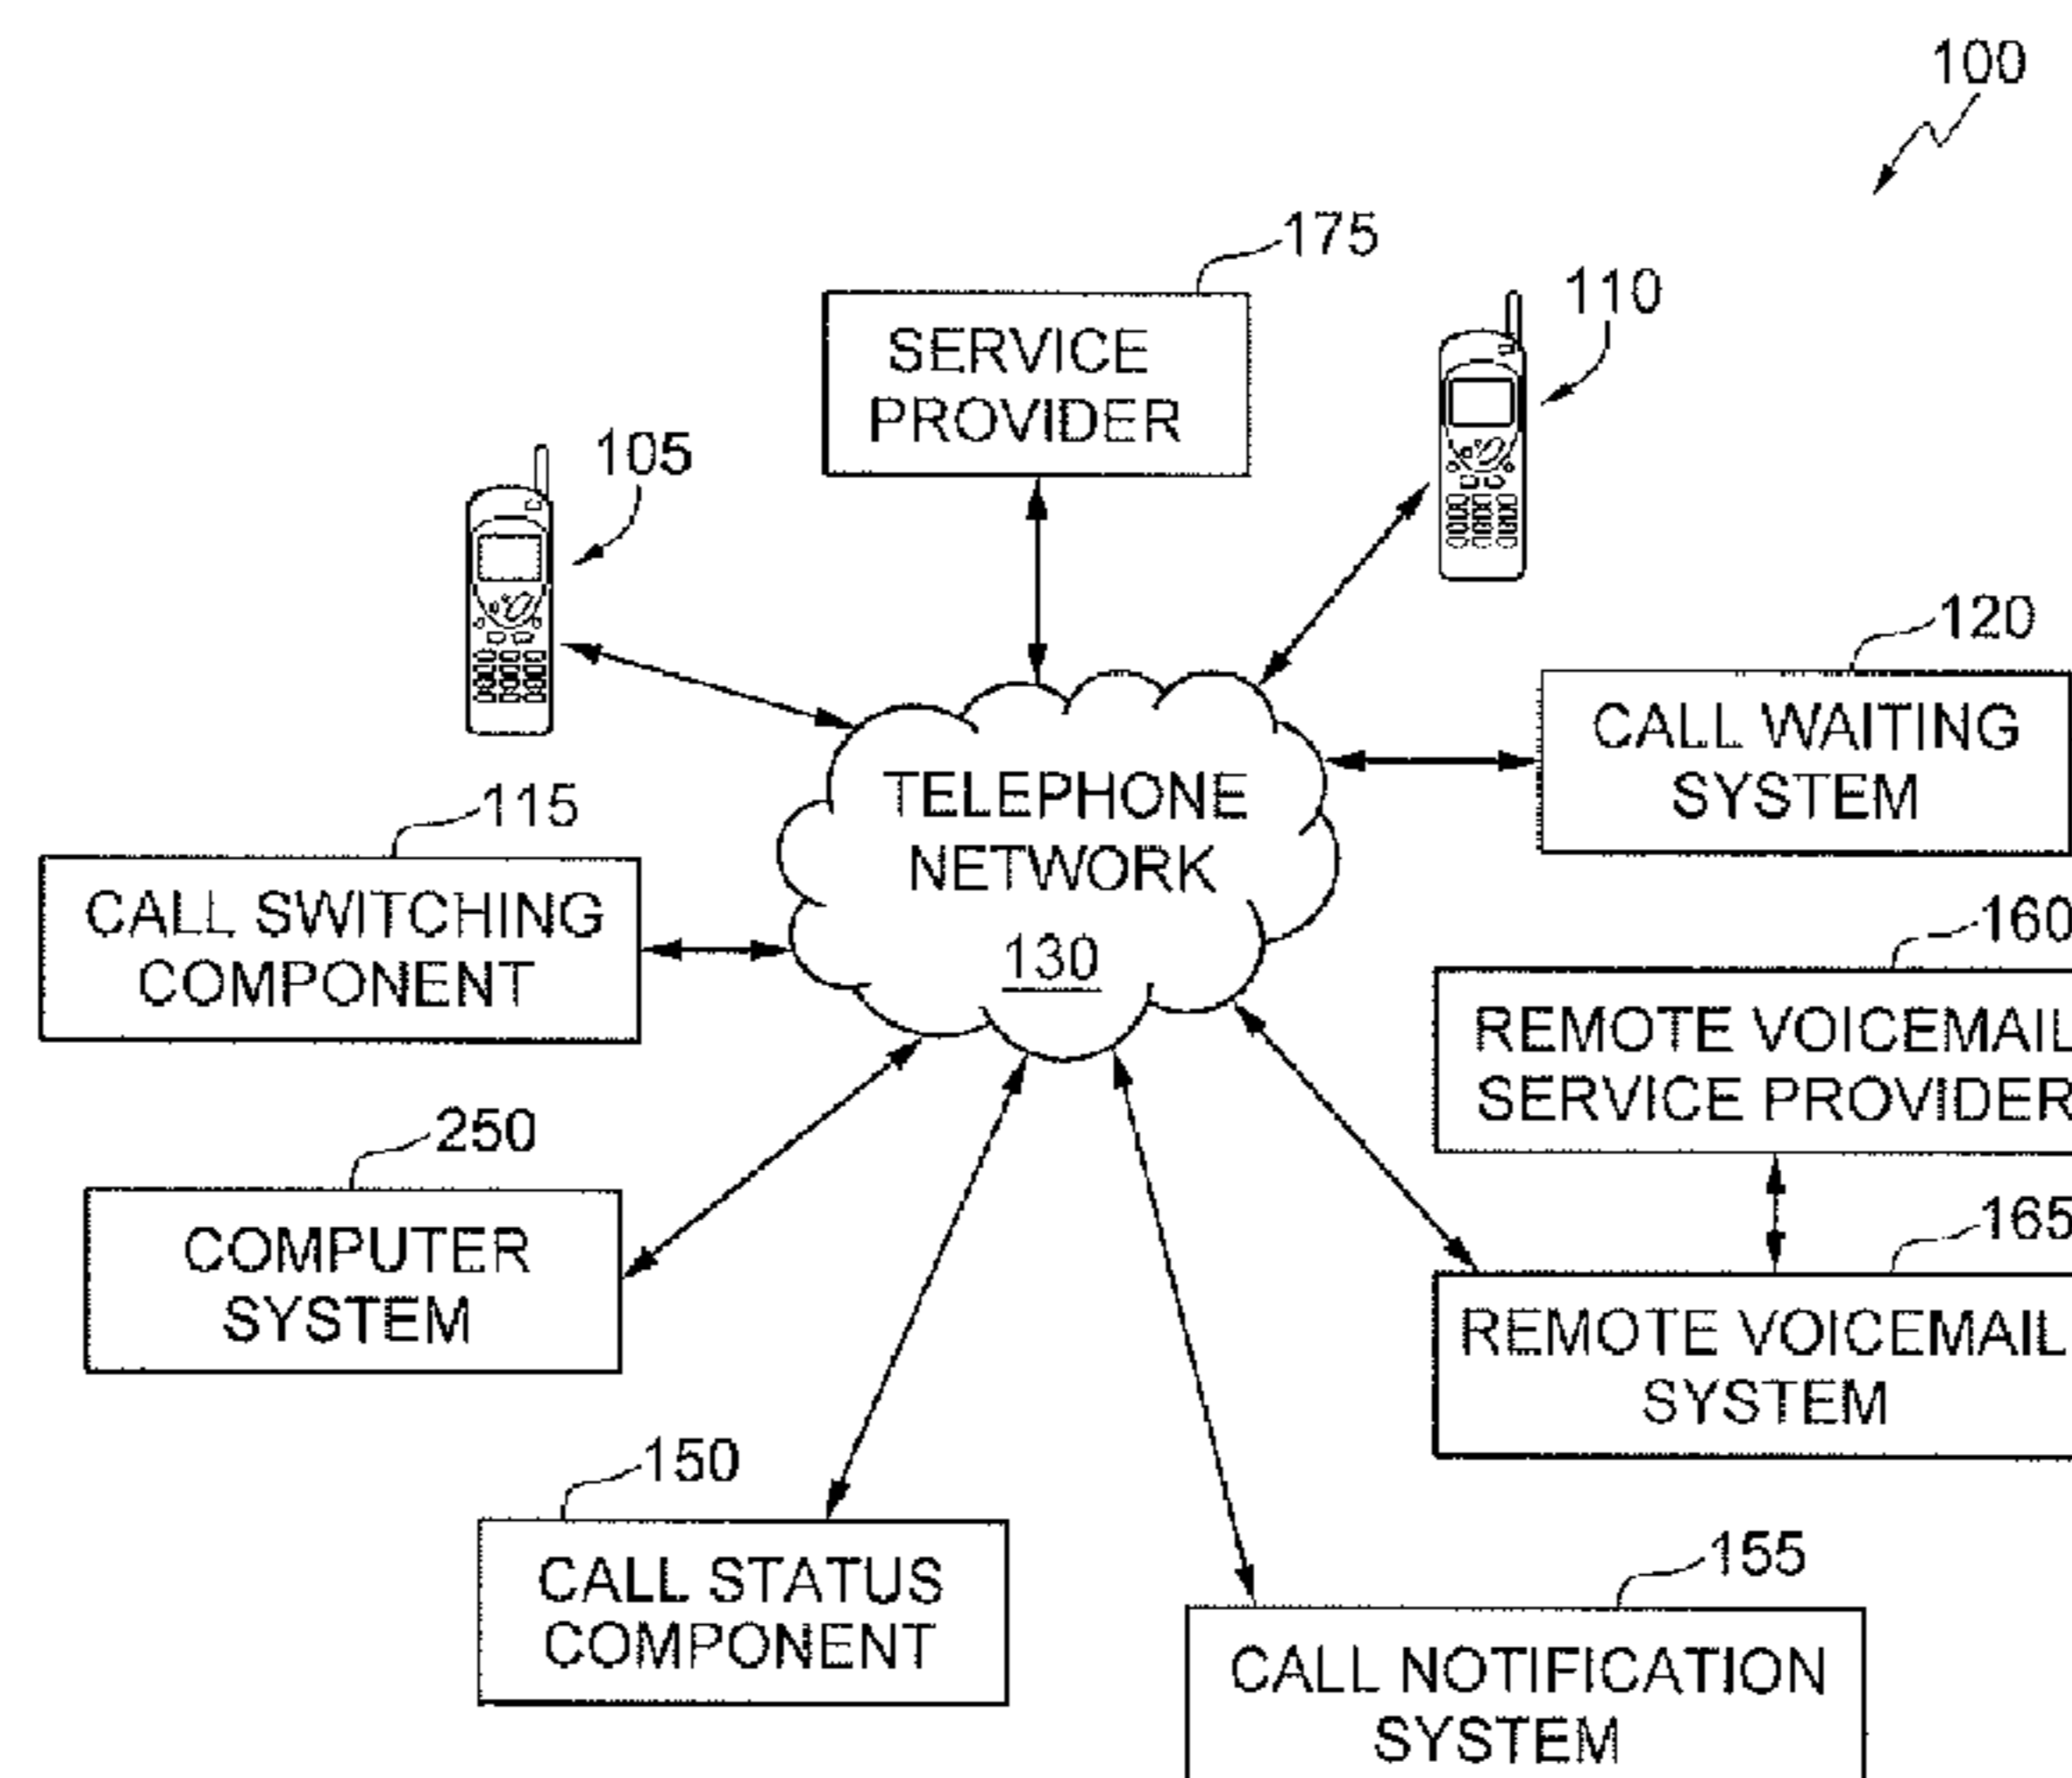 100
175
SERVICE
PROVIDER
110
105
120
CALL WAITING
SYSTEM
TELEPHONE
NETWORK
130
115
CALL SWITCHING
COMPONENT
160
REMOTE VOICEMAIL
SERVICE PROVIDER
250
COMPUTER
SYSTEM
165
REMOTE VOICEMAIL
SYSTEM
150
CALL STATUS
COMPONENT
155
CALL NOTIFICATION
SYSTEM